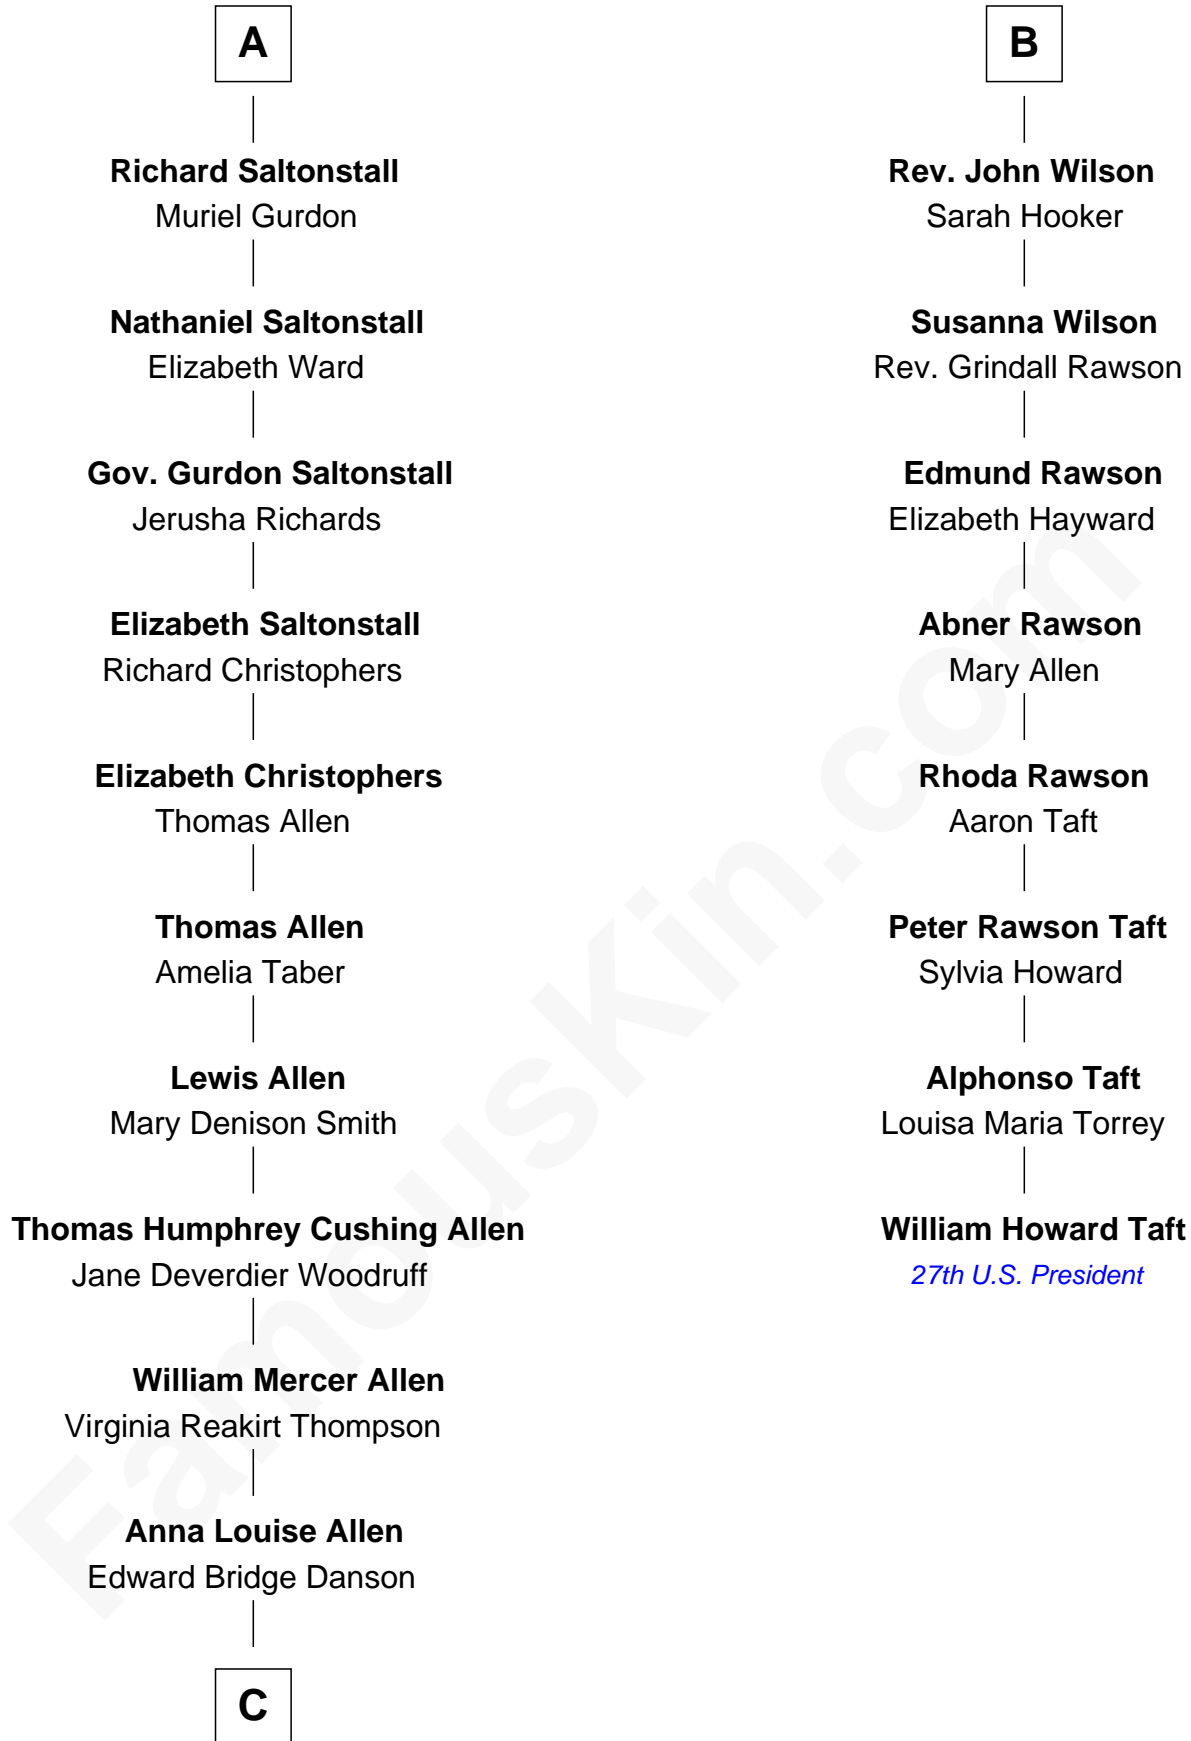 A
Richard Saltonstall
Muriel Gurdon
Nathaniel Saltonstall
Elizabeth Ward
Gov. Gurdon Saltonstall
Jerusha Richards
Elizabeth Saltonstall
Richard Christophers
Elizabeth Christophers
Thomas Allen
Thomas Allen
Amelia Taber
Lewis Allen
Mary Denison Smith
Thomas Humphrey Cushing Allen
Jane Deverdier Woodruff
William Mercer Allen
Virginia Reakirt Thompson
Anna Louise Allen
Edward Bridge Danson
C
B
Rev. John Wilson
Sarah Hooker
Susanna Wilson
Rev. Grindall Rawson
Edmund Rawson
Elizabeth Hayward
Abner Rawson
Mary Allen
Rhoda Rawson
Aaron Taft
Peter Rawson Taft
Sylvia Howard
Alphonso Taft
Louisa Maria Torrey
William Howard Taft
27th U.S. President
FamousKin.com